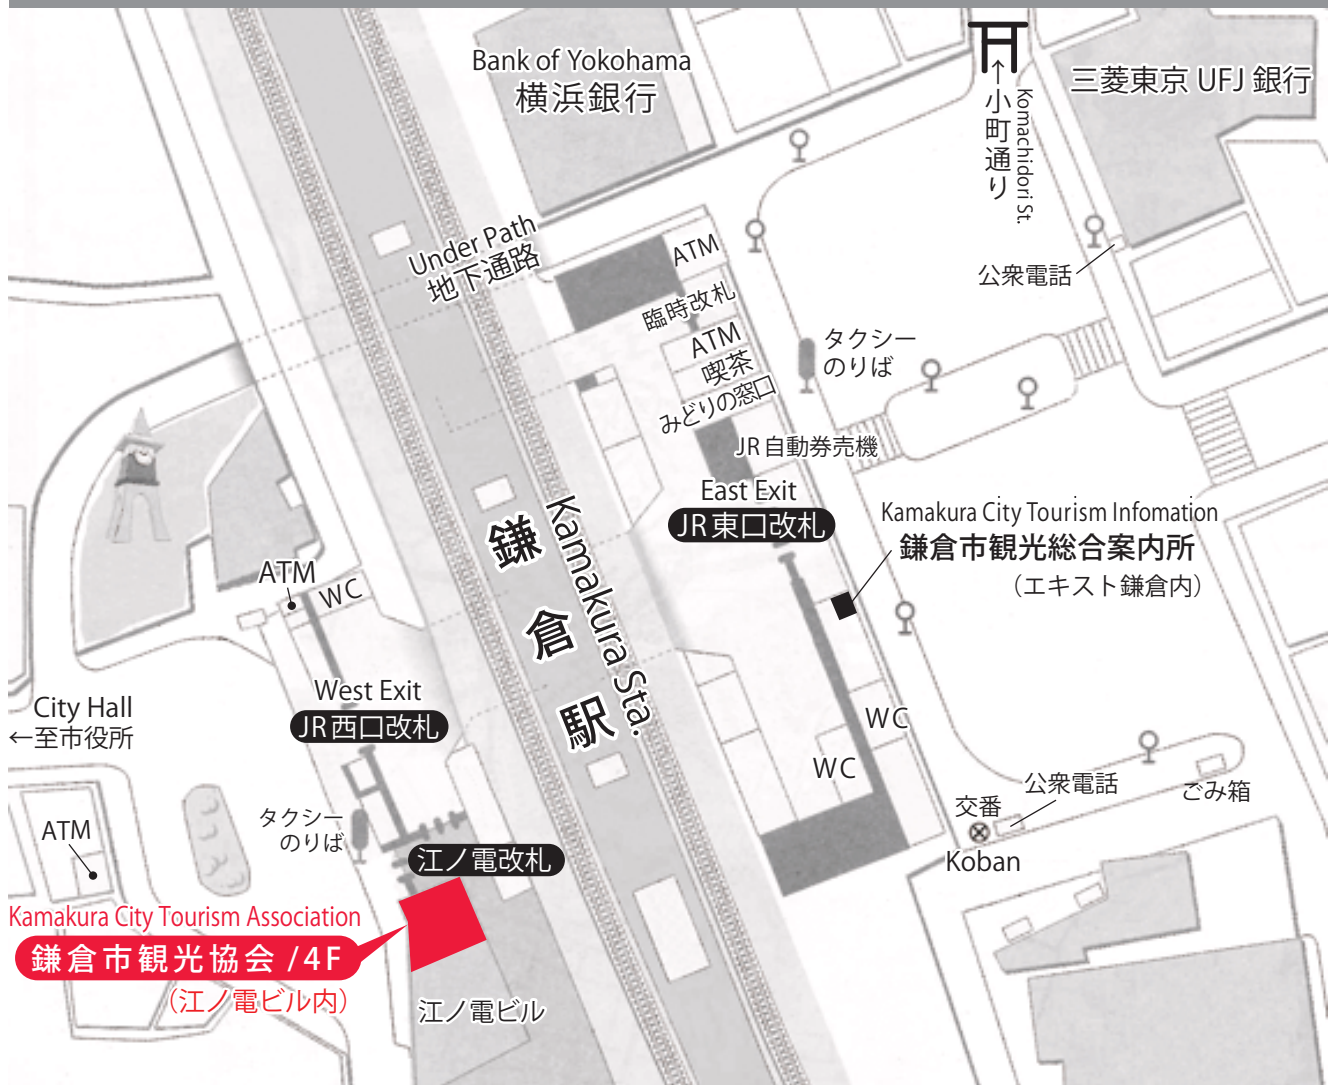 Bank of Yokohama
横浜銀行
三菱東京 UFJ 銀行
←小町通り
Komachidori St.
Under Path
地下通路
ATM
臨時改札
ATM
喫茶
みどりの窓口
公衆電話
タクシー
のりば
JR 自動券売機
East Exit
JR 東口改札
Kamakura City Tourism Infomation
鎌倉市観光総合案内所
（エキスト鎌倉内）
鎌倉駅
Kamakura Sta.
ATM
WC
West Exit
JR 西口改札
City Hall
←至市役所
WC
WC
公衆電話
ごみ箱
交番
Koban
タクシー
のりば
ATM
江ノ電改札
Kamakura City Tourism Association
鎌倉市観光協会 /4F
（江ノ電ビル内）
江ノ電ビル